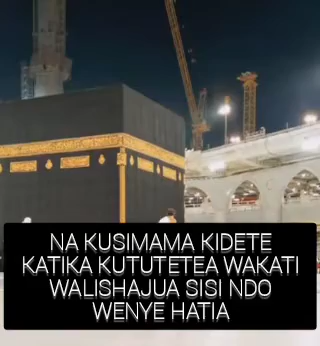 NA KUSIMAMA KIDETE
KATIKA KUTUTETEA WAKATI
WALISHAJUA SISI NDO
WENYE HATIA